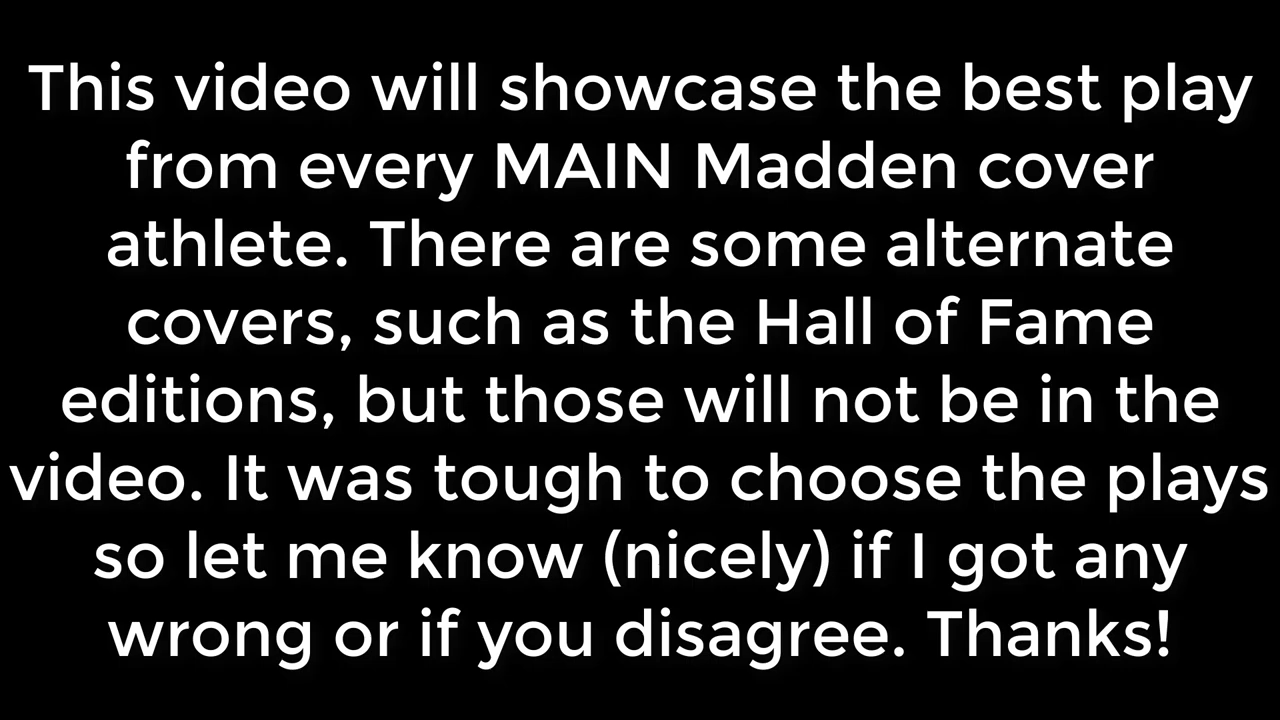 This video will showcase the best play
from every MAIN Madden cover
athlete. There are some alternate
covers, such as the Hall of Fame
editions, but those will not be in the
video. It was tough to choose the plays
so let me know (nicely) if I got any
wrong or if you disagree. Thanks!